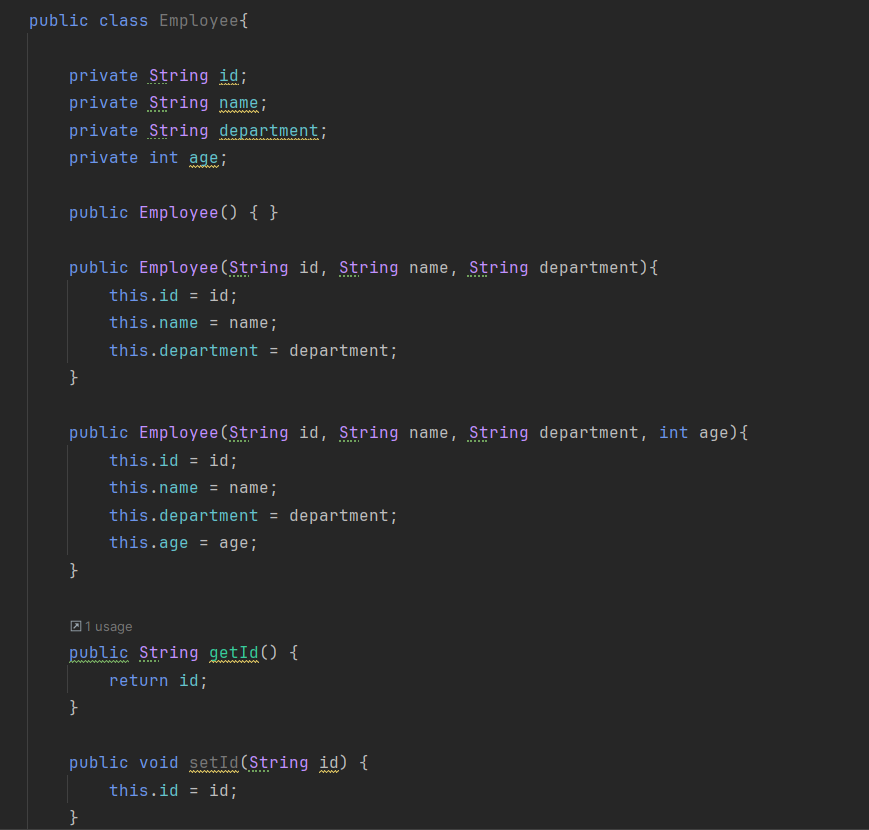 public class Employee{
private String id;
private String name;
private String department;
private int age;
public Employee() { }
public Employee(String id, String name, String department){
this.id = id;
this.name = name;
this.department = department;
}
public Employee(String id, String name, String department, int age){
this.id = id;
this.name = name;
this.department = department;
this.age = age;
}
1 usage
public String getId() {
return id;
}
public void setId(String id) {
this.id = id;
}